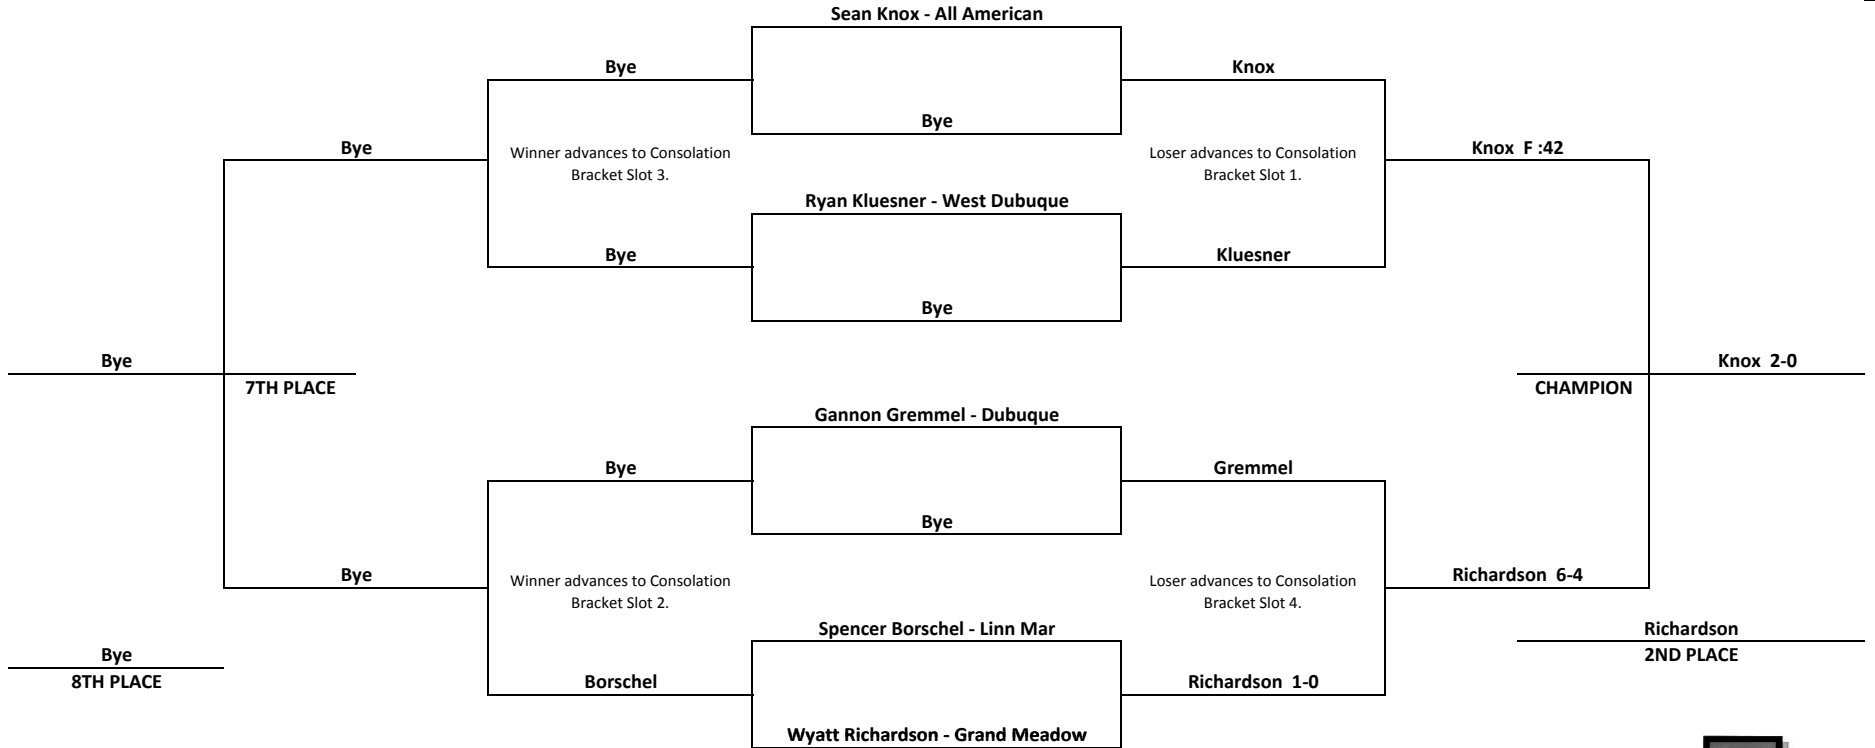 Sean Knox - All American
Bye
Knox
Bye
Bye
Winner advances to Consolation
Bracket Slot 3.
Loser advances to Consolation
Bracket Slot 1.
Knox F :42
Ryan Kluesner - West Dubuque
Bye
Kluesner
Bye
Bye
7TH PLACE
Knox 2-0
CHAMPION
Gannon Gremmel - Dubuque
Bye
Gremmel
Bye
Bye
Winner advances to Consolation
Bracket Slot 2.
Loser advances to Consolation
Bracket Slot 4.
Richardson 6-4
Spencer Borschel - Linn Mar
Richardson
2ND PLACE
Bye
8TH PLACE
Borschel
Richardson 1-0
Wyatt Richardson - Grand Meadow